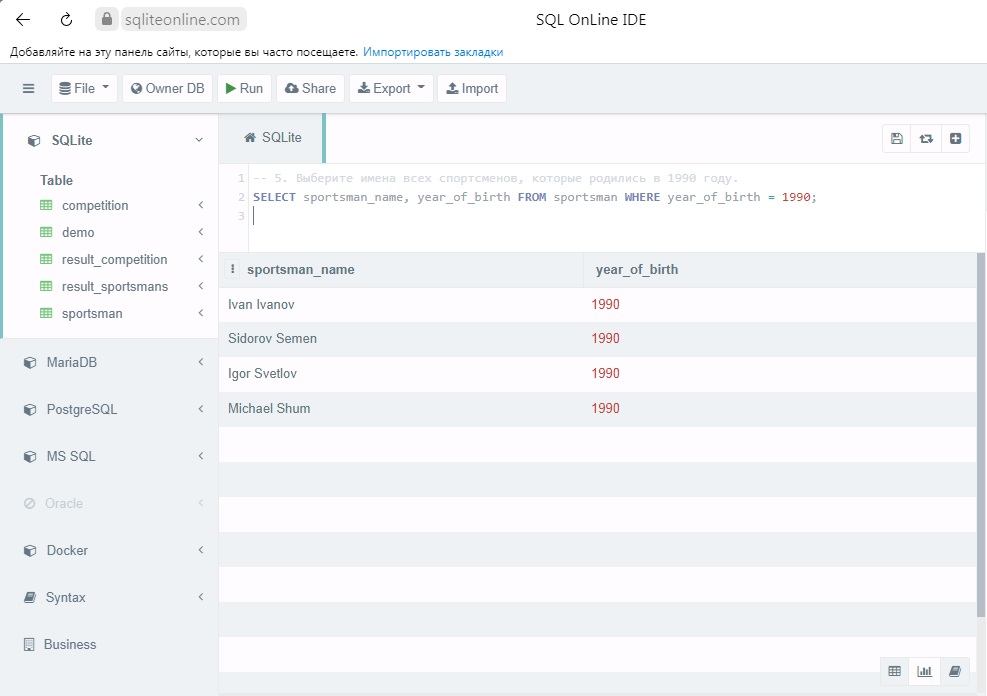 sqliteonline.com
SQL OnLine IDE
Добавляйте на эту панель сайты, которые вы часто посещаете. Импортировать закладки
File Owner DB Run Share Export Import
SQLite
SQLite
Table
competition
demo
result_competition
result_sportsmans
sportsman
MariaDB
PostgreSQL
MS SQL
Oracle
Docker
Syntax
Business
1 -- 5. Выберите имена всех спортсменов, которые родились в 1990 году.
2 SELECT sportsman_name, year_of_birth FROM sportsman WHERE year_of_birth = 1990;
3
sportsman_name year_of_birth
Ivan Ivanov 1990
Sidorov Semen 1990
Igor Svetlov 1990
Michael Shum 1990